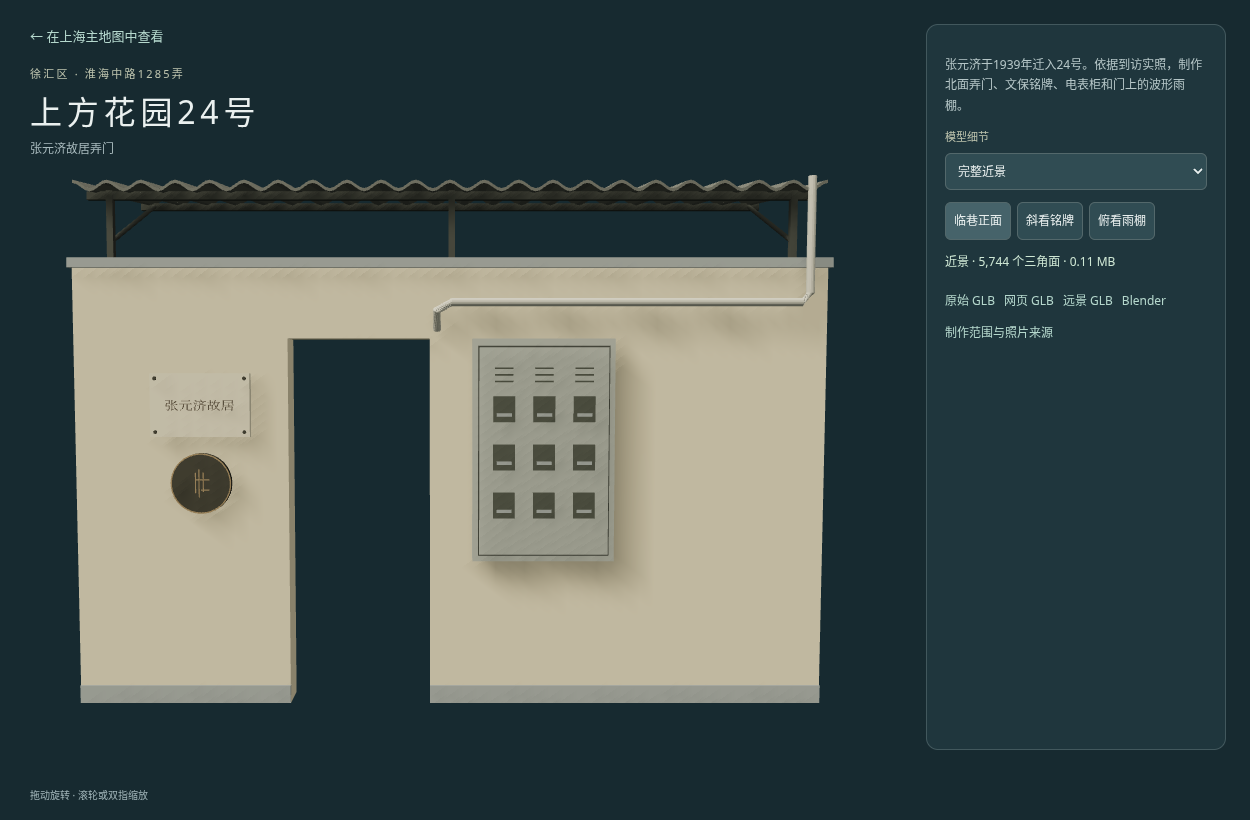 ← 在上海主地图中查看
徐汇区 · 淮海中路1285弄
上方花园24号
张元济故居弄门
张元济故居
张元济于1939年迁入24号。依据到访实照，制作
北面弄门、文保铭牌、电表柜和门上的波形雨
棚。
模型细节
完整近景
临巷正面 斜看铭牌 俯看雨棚
近景 · 5,744 个三角面 · 0.11 MB
原始 GLB 网页 GLB 远景 GLB Blender
制作范围与照片来源
拖动旋转 · 滚轮或双指缩放